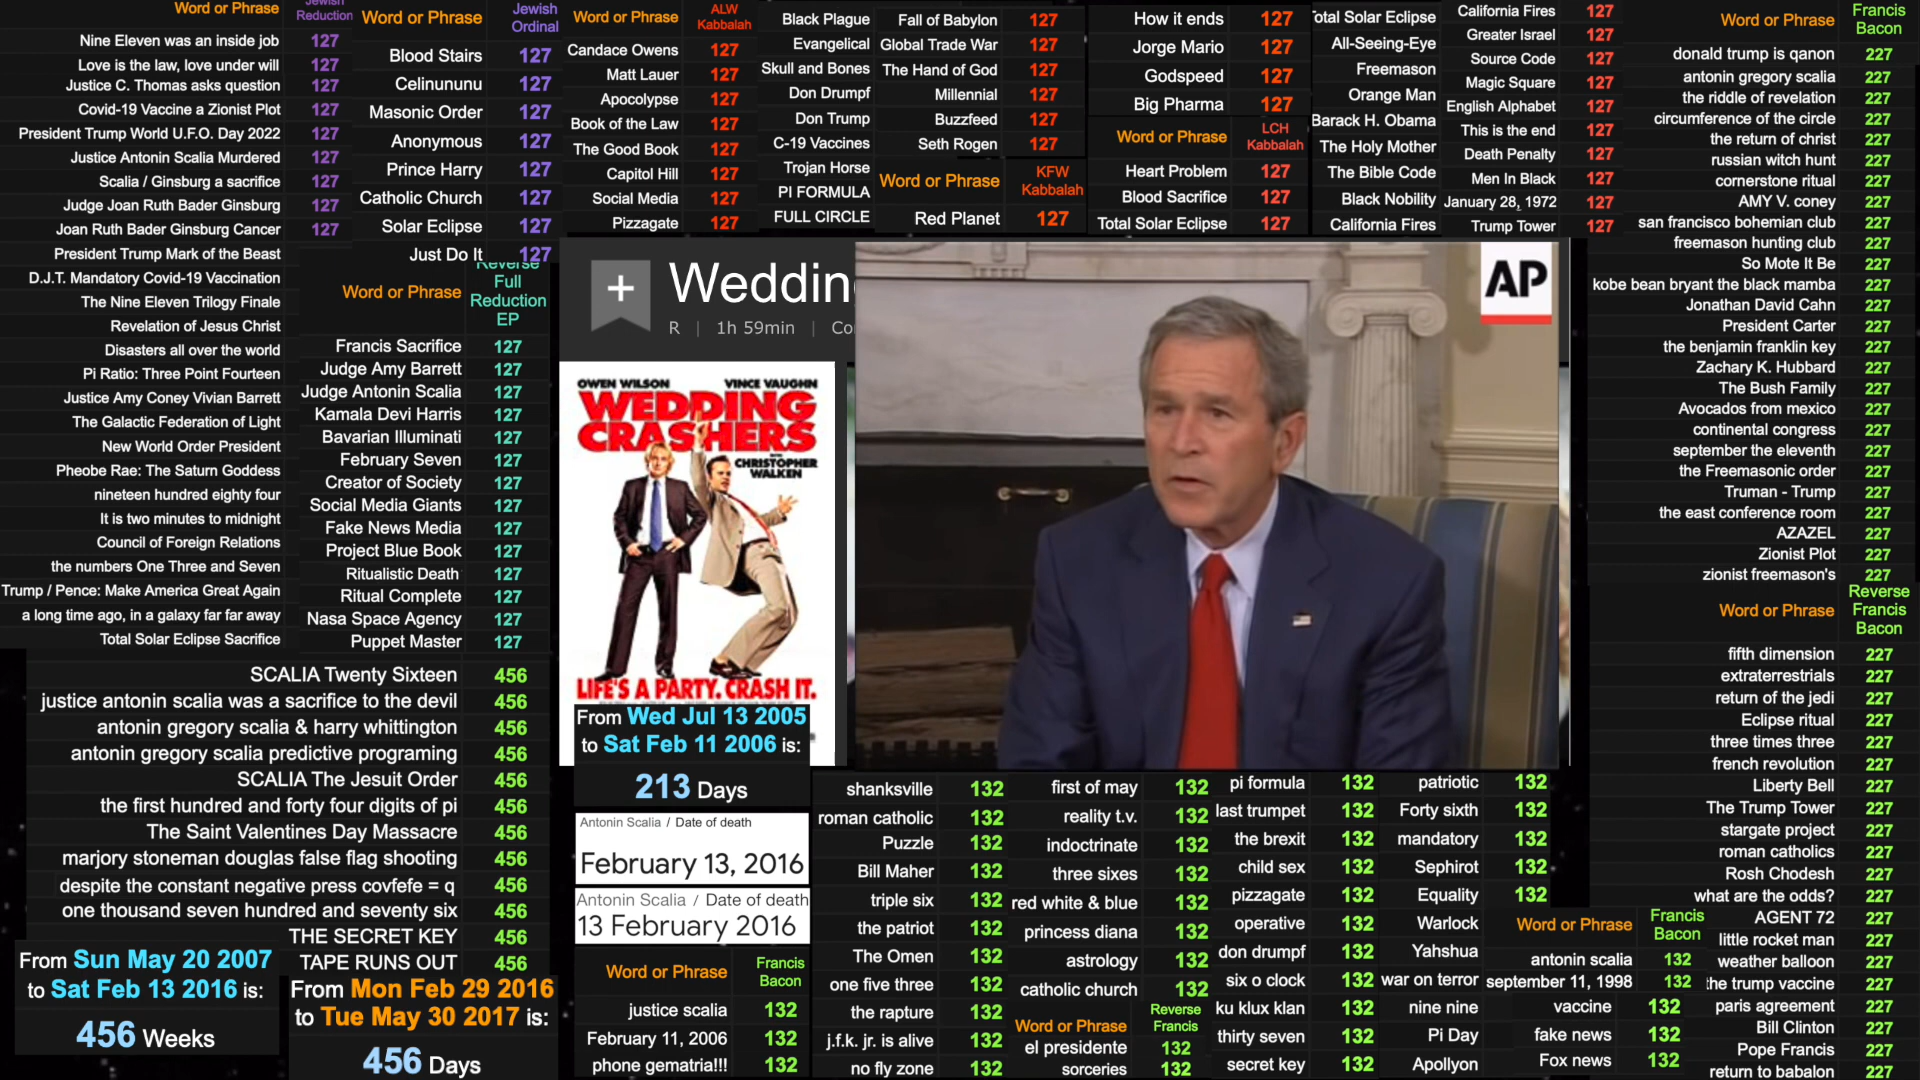 Word or Phrase
Jewish
Reduction
Nine Eleven was an inside job 127
Love is the law, love under will 127
Justice C. Thomas asks question 127
Covid-19 Vaccine a Zionist Plot 127
President Trump World U.F.O. Day 2022 127
Justice Antonin Scalia Murdered 127
Scalia / Ginsburg a sacrifice 127
Judge Joan Ruth Bader Ginsburg 127
Joan Ruth Bader Ginsburg Cancer 127
President Trump Mark of the Beast
D.J.T. Mandatory Covid-19 Vaccination
The Nine Eleven Trilogy Finale
Revelation of Jesus Christ
Disasters all over the world
Pi Ratio: Three Point Fourteen
Justice Amy Coney Vivian Barrett
The Galactic Federation of Light
New World Order President
Pheobe Rae: The Saturn Goddess
nineteen hundred eighty four
It is two minutes to midnight
Council of Foreign Relations
the numbers One Three and Seven
Trump / Pence: Make America Great Again
a long time ago, in a galaxy far far away
Total Solar Eclipse Sacrifice
Word or Phrase
Jewish
Ordinal
Blood Stairs 127
Celinununu 127
Masonic Order 127
Anonymous 127
Prince Harry 127
Catholic Church 127
Solar Eclipse 127
Just Do It 127
Word or Phrase
Reverse
Full
Reduction
EP
Francis Sacrifice 127
Judge Amy Barrett 127
Judge Antonin Scalia 127
Kamala Devi Harris 127
Bavarian Illuminati 127
February Seven 127
Creator of Society 127
Social Media Giants 127
Fake News Media 127
Project Blue Book 127
Ritualistic Death 127
Ritual Complete 127
Nasa Space Agency 127
Puppet Master 127
SCALIA Twenty Sixteen 456
justice antonin scalia was a sacrifice to the devil 456
antonin gregory scalia & harry whittington 456
antonin gregory scalia predictive programing 456
SCALIA The Jesuit Order 456
the first hundred and forty four digits of pi 456
The Saint Valentines Day Massacre 456
marjory stoneman douglas false flag shooting 456
despite the constant negative press covfefe = q 456
one thousand seven hundred and seventy six 456
THE SECRET KEY 456
TAPE RUNS OUT 456
From Sun May 20 2007
to Sat Feb 13 2016 is:
456 Weeks
From Mon Feb 29 2016
to Tue May 30 2017 is:
456 Days
Word or Phrase
ALW
Kabbalah
Candace Owens 127
Matt Lauer 127
Apocolypse 127
Book of the Law 127
The Good Book 127
Capitol Hill 127
Social Media 127
Pizzagate 127
Black Plague
Evangelical
Skull and Bones
Don Drumpf
Don Trump
C-19 Vaccines
Trojan Horse
PI FORMULA
FULL CIRCLE
Fall of Babylon 127
Global Trade War 127
The Hand of God 127
Millennial 127
Buzzfeed 127
Seth Rogen 127
Word or Phrase
KFW
Kabbalah
Red Planet 127
How it ends 127
Jorge Mario 127
Godspeed 127
Big Pharma 127
Word or Phrase
LCH
Kabbalah
Heart Problem 127
Blood Sacrifice 127
Total Solar Eclipse 127
Total Solar Eclipse
All-Seeing-Eye
Freemason
Orange Man
Barack H. Obama
The Holy Mother
The Bible Code
Black Nobility
California Fires
California Fires 127
Greater Israel 127
Source Code 127
Magic Square 127
English Alphabet 127
This is the end 127
Death Penalty 127
Men In Black 127
January 28, 1972 127
Trump Tower 127
+ Wedding
R | 1h 59min | Co
OWEN WILSON VINCE VAUGHN
WEDDING
CRASHERS
WITH
CHRISTOPHER
WALKEN
LIFE'S A PARTY. CRASH IT.
AP
From Wed Jul 13 2005
to Sat Feb 11 2006 is:
213 Days
Antonin Scalia / Date of death
February 13, 2016
Antonin Scalia / Date of death
13 February 2016
Word or Phrase
Francis
Bacon
justice scalia 132
February 11, 2006 132
phone gematria!!! 132
shanksville 132
roman catholic 132
Puzzle 132
Bill Maher 132
triple six 132
the patriot 132
The Omen 132
one five three 132
the rapture 132
j.f.k. jr. is alive 132
no fly zone 132
first of may 132
reality t.v. 132
indoctrinate 132
three sixes 132
red white & blue 132
princess diana 132
astrology 132
catholic church 132
Word or Phrase
Reverse
Francis
el presidente 132
sorceries 132
pi formula 132
last trumpet 132
the brexit 132
child sex 132
pizzagate 132
operative 132
don drumpf 132
six o clock 132
ku klux klan 132
thirty seven 132
secret key 132
patriotic 132
Forty sixth 132
mandatory 132
Sephirot 132
Equality 132
Warlock
Yahshua
war on terror
nine nine
Pi Day
Apollyon
Word or Phrase
Francis
Bacon
antonin scalia 132
september 11, 1998 132
vaccine 132
fake news 132
Fox news 132
Word or Phrase
Francis
Bacon
donald trump is qanon 227
antonin gregory scalia 227
the riddle of revelation 227
circumference of the circle 227
the return of christ 227
russian witch hunt 227
cornerstone ritual 227
AMY V. coney 227
san francisco bohemian club 227
freemason hunting club 227
So Mote It Be 227
kobe bean bryant the black mamba 227
Jonathan David Cahn 227
President Carter 227
the benjamin franklin key 227
Zachary K. Hubbard 227
The Bush Family 227
Avocados from mexico 227
continental congress 227
september the eleventh 227
the Freemasonic order 227
Truman - Trump 227
the east conference room 227
AZAZEL 227
Zionist Plot 227
zionist freemason's 227
Word or Phrase
Reverse
Francis
Bacon
fifth dimension 227
extraterrestrials 227
return of the jedi 227
Eclipse ritual 227
three times three 227
french revolution 227
Liberty Bell 227
The Trump Tower 227
stargate project 227
roman catholics 227
Rosh Chodesh 227
what are the odds? 227
AGENT 72 227
little rocket man 227
weather balloon 227
the trump vaccine 227
paris agreement 227
Bill Clinton 227
Pope Francis 227
return to babalon 227